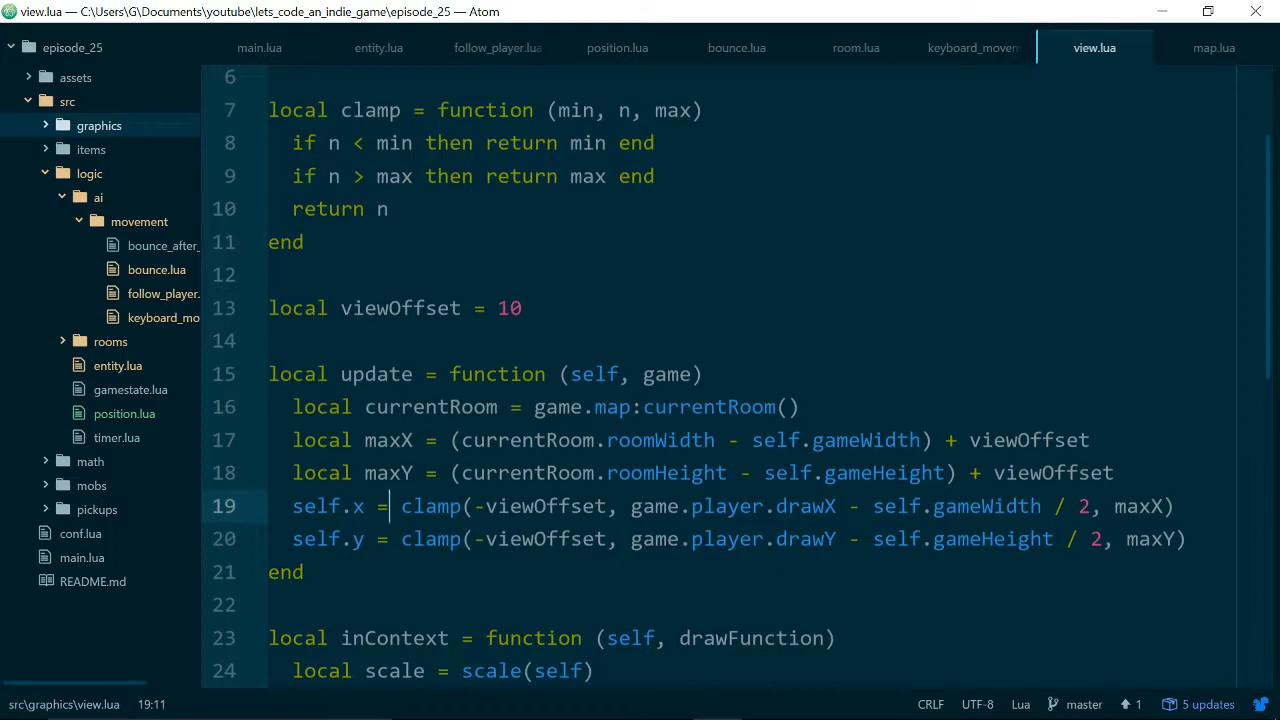 view.lua — C:\Users\G\Documents\youtube\lets_code_an_indie_game\episode_25 — Atom
episode_25
assets
src
graphics
items
logic
ai
movement
bounce_after_
bounce.lua
follow_player.
keyboard_mo
rooms
entity.lua
gamestate.lua
position.lua
timer.lua
math
mobs
pickups
conf.lua
main.lua
README.md
main.lua entity.lua follow_player.lua position.lua bounce.lua room.lua keyboard_movem view.lua map.lua
6
7 local clamp = function (min, n, max)
8 if n < min then return min end
9 if n > max then return max end
10 return n
11 end
12
13 local viewOffset = 10
14
15 local update = function (self, game)
16 local currentRoom = game.map:currentRoom()
17 local maxX = (currentRoom.roomWidth - self.gameWidth) + viewOffset
18 local maxY = (currentRoom.roomHeight - self.gameHeight) + viewOffset
19 self.x = clamp(-viewOffset, game.player.drawX - self.gameWidth / 2, maxX)
20 self.y = clamp(-viewOffset, game.player.drawY - self.gameHeight / 2, maxY)
21 end
22
23 local inContext = function (self, drawFunction)
24 local scale = scale(self)
src\graphics\view.lua 19:11 CRLF UTF-8 Lua master 1 5 updates